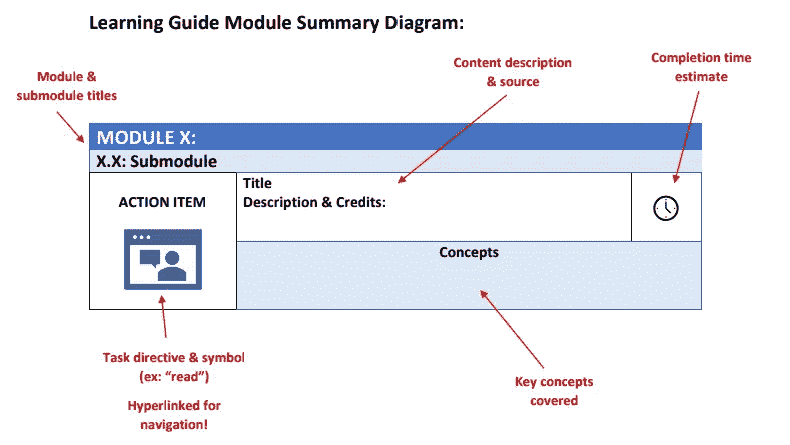 Learning Guide Module Summary Diagram:
Module &
submodule titles
Content description
& source
Completion time
estimate
MODULE X:
X.X: Submodule
ACTION ITEM
Title
Description & Credits:
Concepts
Task directive & symbol
(ex: “read”)
Hyperlinked for
navigation!
Key concepts
covered